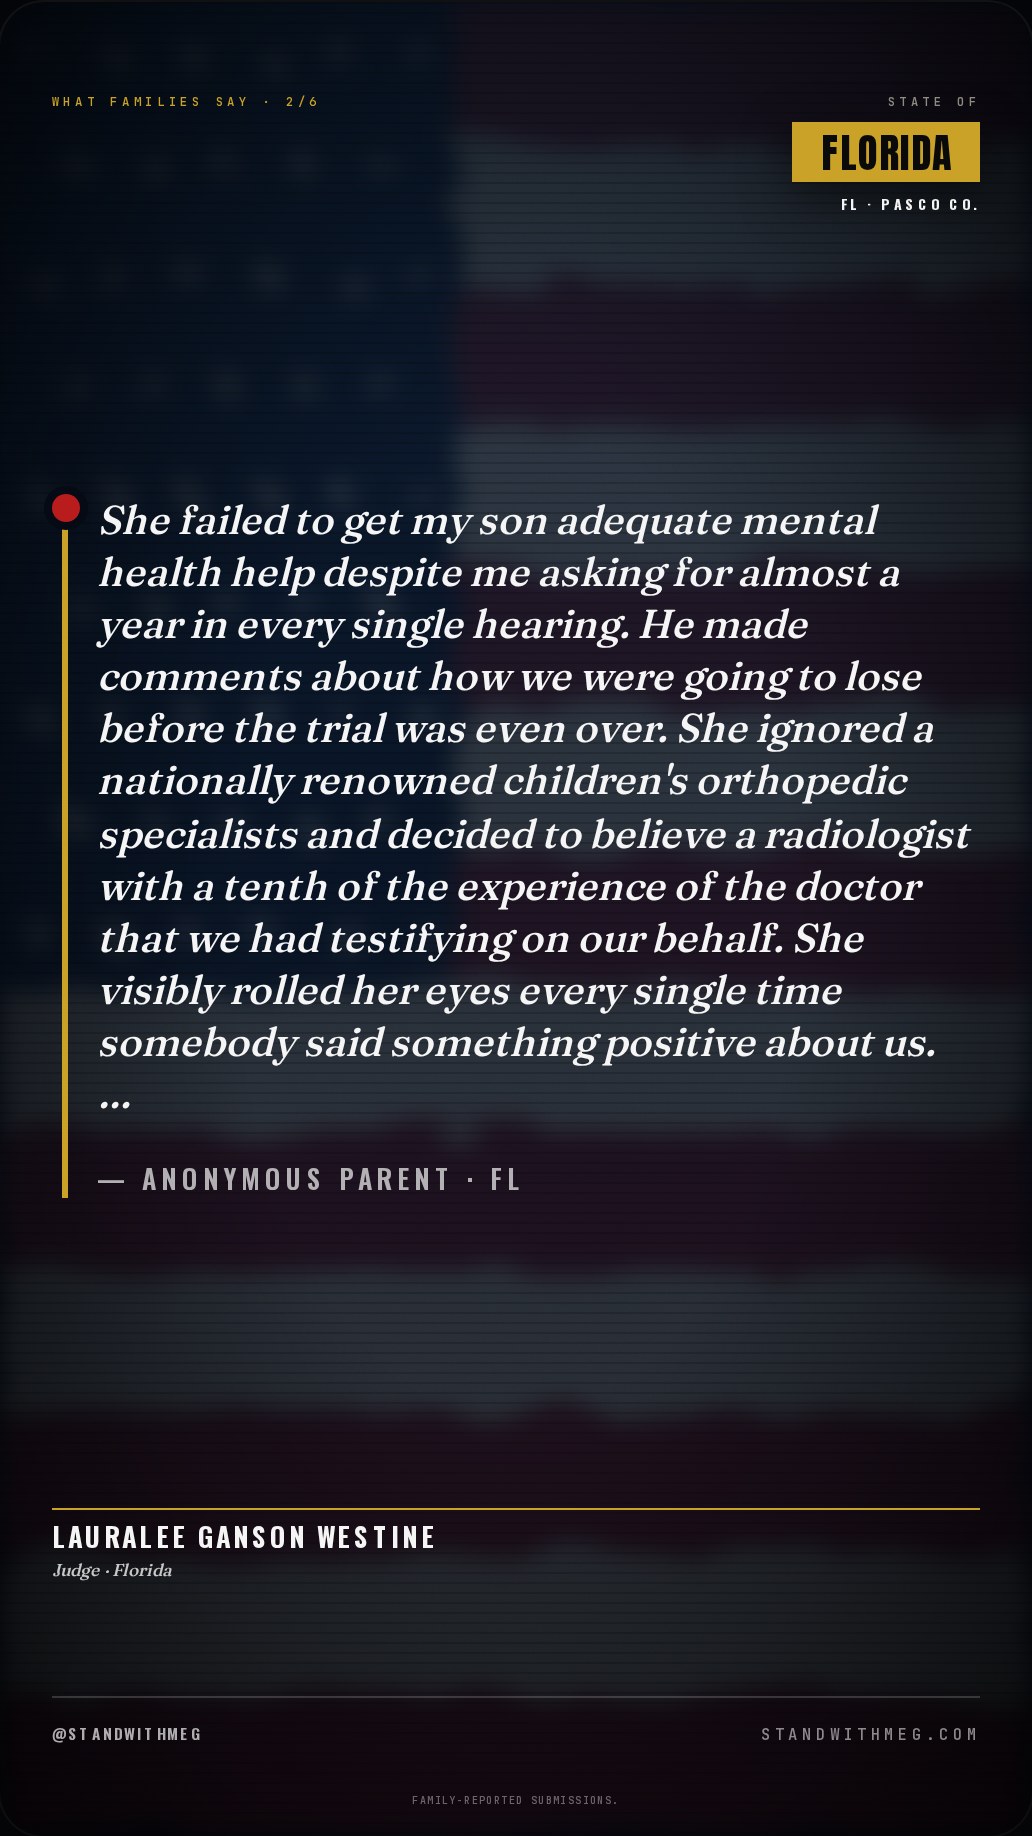 WHAT FAMILIES SAY · 2/6
STATE OF
FLORIDA
FL · PASCO CO.
She failed to get my son adequate mental
health help despite me asking for almost a
year in every single hearing. He made
comments about how we were going to lose
before the trial was even over. She ignored a
nationally renowned children's orthopedic
specialists and decided to believe a radiologist
with a tenth of the experience of the doctor
that we had testifying on our behalf. She
visibly rolled her eyes every single time
somebody said something positive about us.
...
— ANONYMOUS PARENT · FL
LAURALEE GANSON WESTINE
Judge · Florida
@STANDWITHMEG
STANDWITHMEG.COM
FAMILY-REPORTED SUBMISSIONS.